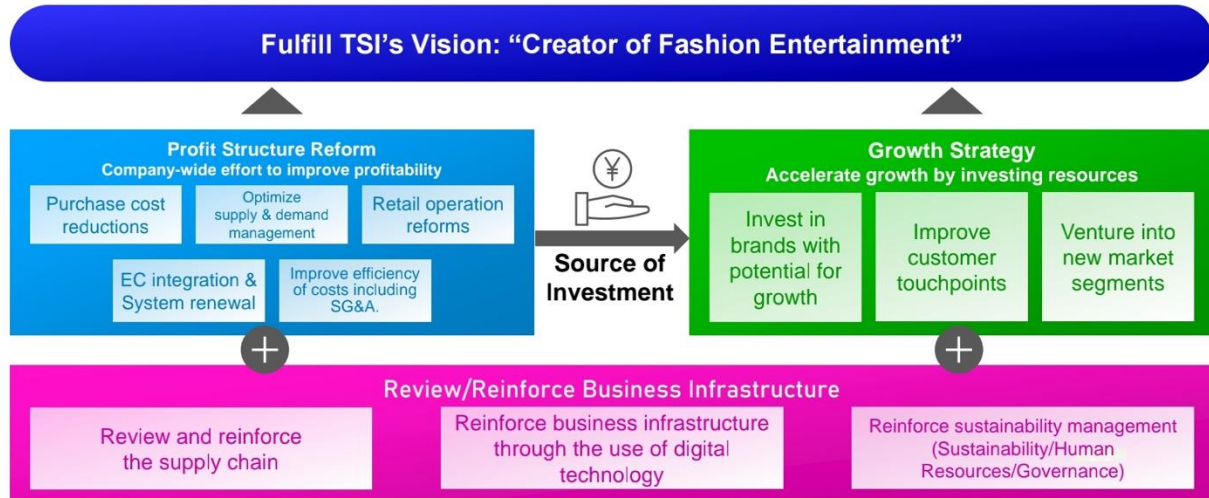 Fulfill TSI’s Vision: “Creator of Fashion Entertainment”
Profit Structure Reform
Company-wide effort to improve profitability
Purchase cost
reductions
Optimize
supply & demand
management
Retail operation
reforms
EC integration &
System renewal
Improve efficiency
of costs including
SG&A.
¥
Source of
Investment
Growth Strategy
Accelerate growth by investing resources
Invest in
brands with
potential for
growth
Improve
customer
touchpoints
Venture into
new market
segments
+
+
Review/Reinforce Business Infrastructure
Review and reinforce
the supply chain
Reinforce business infrastructure
through the use of digital
technology
Reinforce sustainability management
(Sustainability/Human
Resources/Governance)